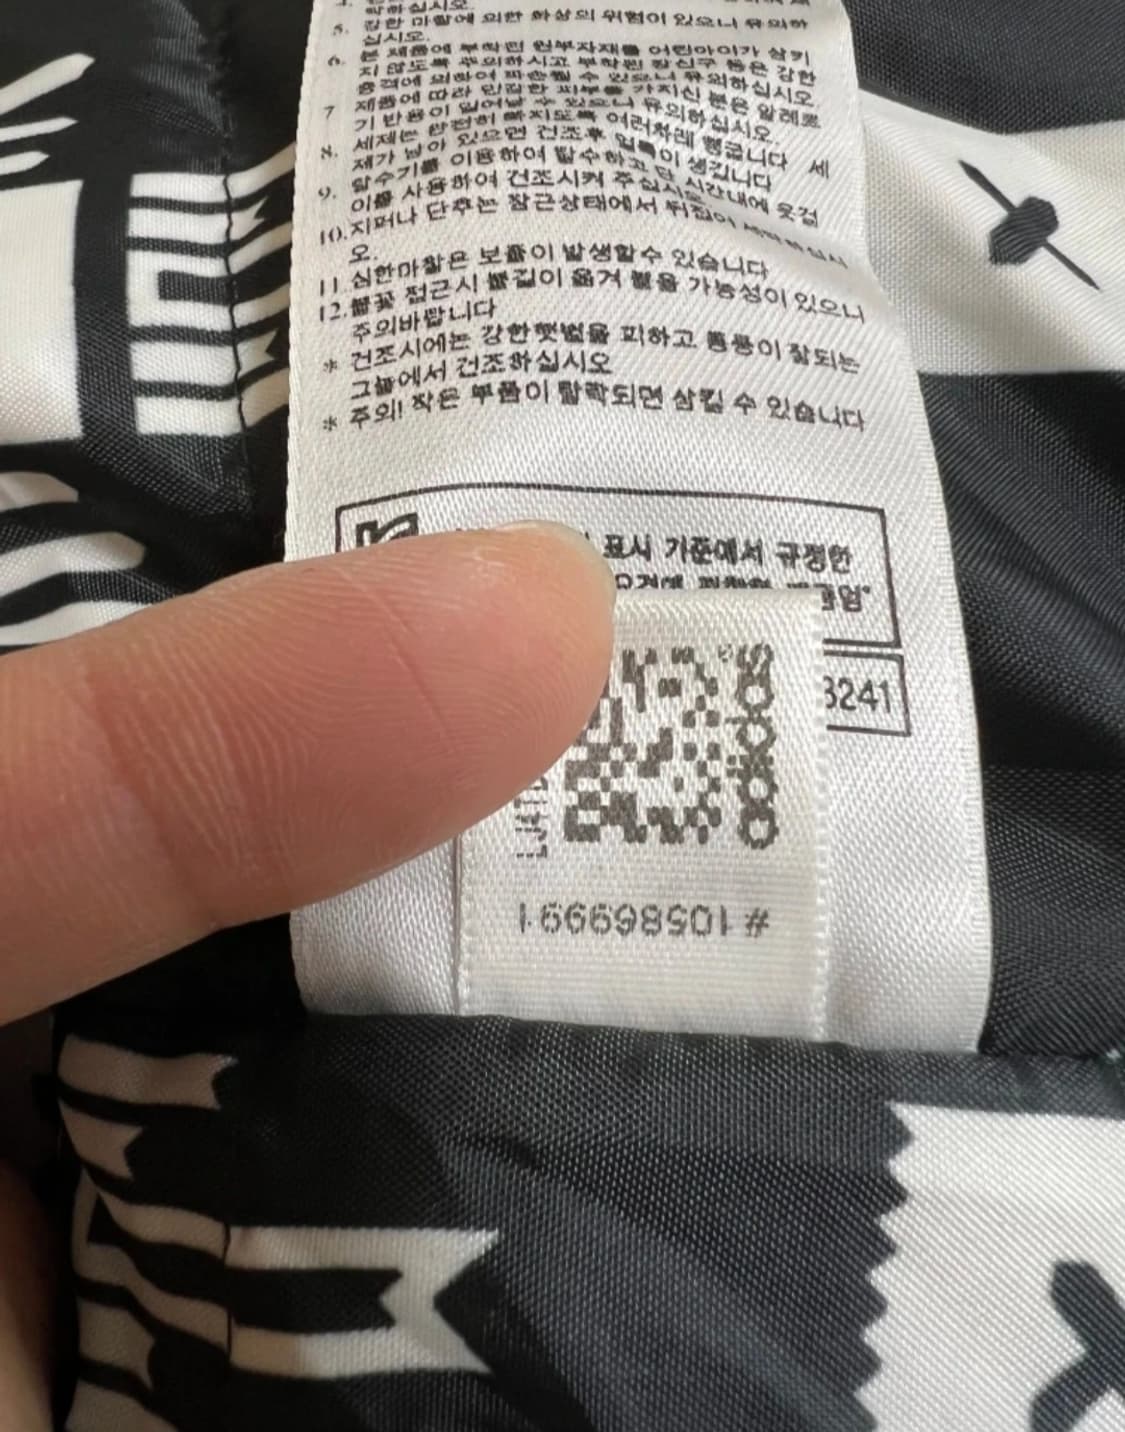 5. 강한 마찰에 의한 화상의 위험이 있으니 유의하
십시오.
6. 본 제품에 부착된 원부자재를 어린아이가 삼키
지 않도록 주의하시고 부착된 장신구 등은 강한
충격에 의하여 파손될 수 있으니 유의하십시오
7 제품에 따라 민감한 피부를 가지신 분은 알레르
기 반응이 일어날 수 있으니 유의하십시오.
8. 세제는 완전히 빠지도록 여러차례 헹굽니다 세
제가 남아 있으면 건조후 얼룩이 생깁니다
9. 탈수기를 이용하여 탈수하고 단 시간내에 옷걸
이를 사용하여 건조시켜 주십시오
10.지퍼나 단추는 잠근상태에서 뒤집어 세탁하십시
오.
11 심한마찰은 보풀이 발생할수 있습니다
12.불꽃 접근시 불길이 옮겨 붙을 가능성이 있으니
주의바랍니다
* 건조시에는 강한햇볕을 피하고 통풍이 잘되는
그늘에서 건조하십시오
* 주의! 작은 부품이 탈락되면 삼킬 수 있습니다
표시 기준에서 규정한
3241
adidas
# 105869991